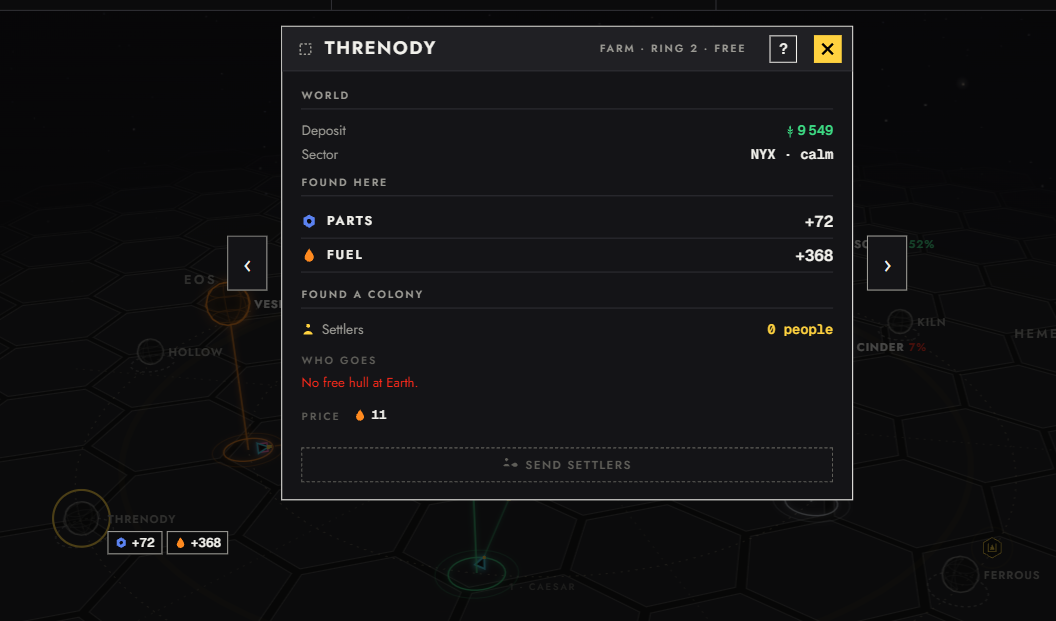 THRENODY FARM · RING 2 · FREE ?
WORLD
Deposit 9 549
Sector NYX · calm
FOUND HERE
PARTS +72
FUEL +368
FOUND A COLONY
Settlers 0 people
WHO GOES
No free hull at Earth.
PRICE 11
SEND SETTLERS
EOS
HOLLOW
52%
KILN
HEME
CINDER 7%
THRENODY
+72 +368
CAESAR
FERROUS